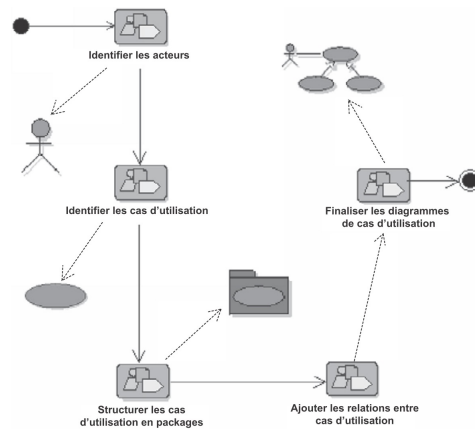 Identifier les acteurs
Identifier les cas d'utilisation
Finaliser les diagrammes
de cas d'utilisation
Structurer les cas
d'utilisation en packages
Ajouter les relations entre
cas d'utilisation